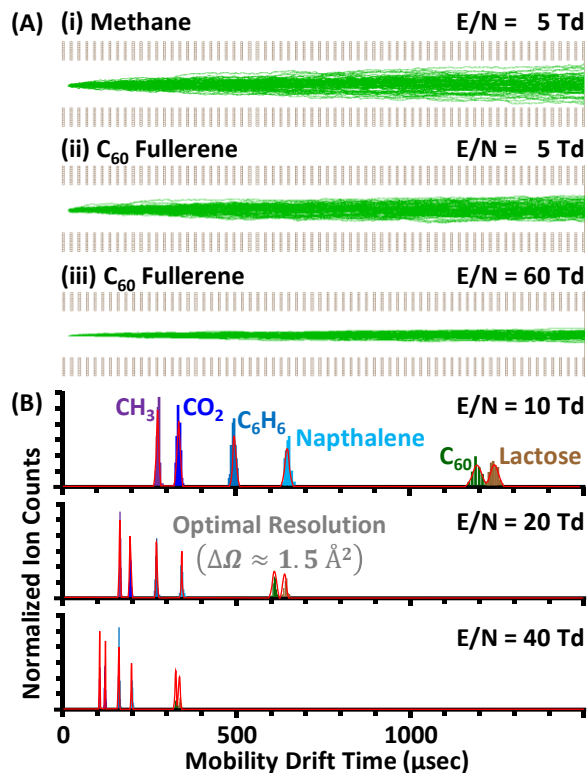 (A) (i) Methane E/N = 5 Td
(ii) C₆₀ Fullerene E/N = 5 Td
(iii) C₆₀ Fullerene E/N = 60 Td
(B) E/N = 10 Td
CH₃ CO₂ C₆H₆ Napthalene C₆₀ Lactose
E/N = 20 Td
Optimal Resolution
(ΔΩ ≈ 1.5 Å²)
E/N = 40 Td
Normalized Ion Counts
0 500 1000
Mobility Drift Time (μsec)